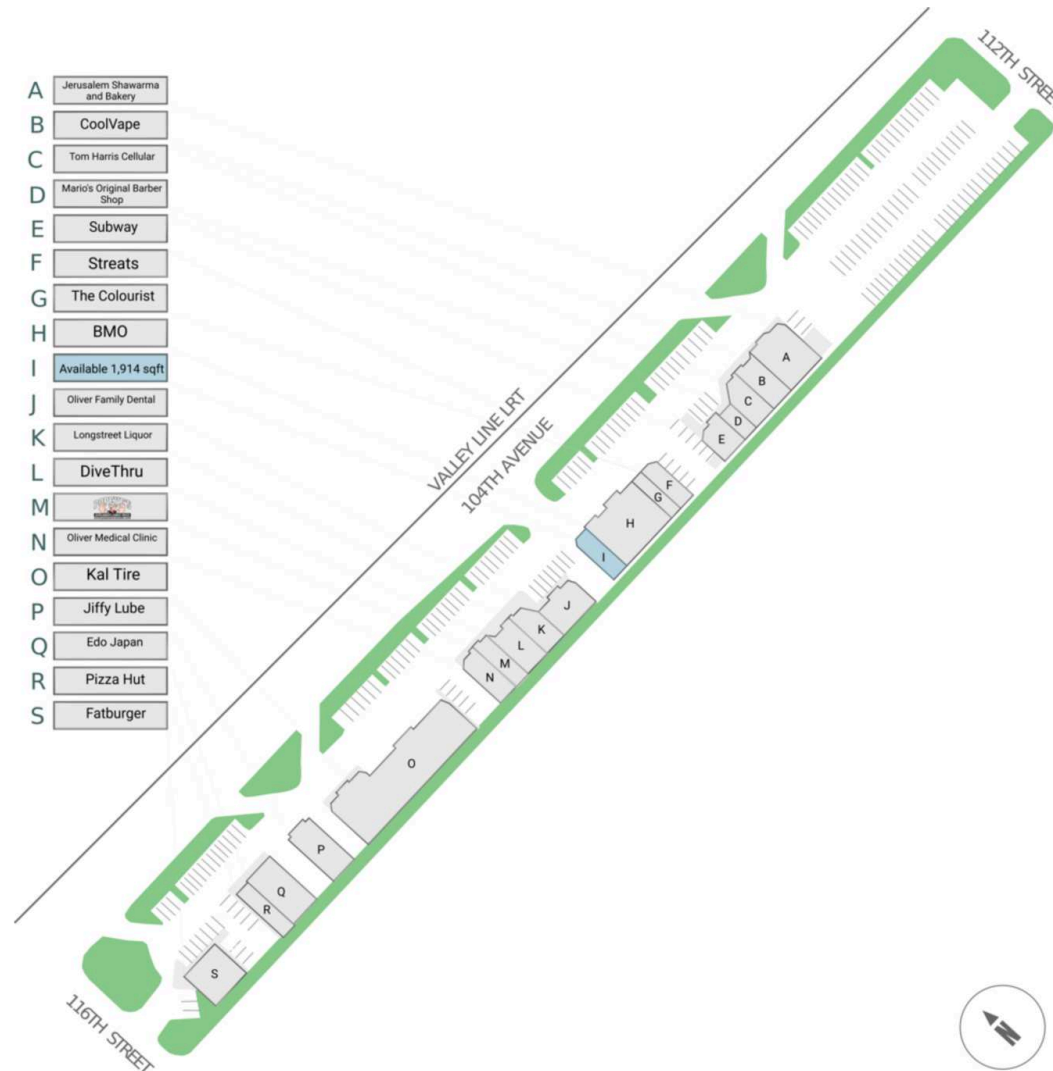 A
Jerusalem Shawarma
and Bakery
B
CoolVape
C
Tom Harris Cellular
D
Mario's Original Barber
Shop
E
Subway
F
Streats
G
The Colourist
H
BMO
I
Available 1,914 sqft
J
Oliver Family Dental
K
Longstreet Liquor
L
DiveThru
M
N
Oliver Medical Clinic
O
Kal Tire
P
Jiffy Lube
Q
Edo Japan
R
Pizza Hut
S
Fatburger
112TH STREE
VALLEY LINE LRT
104TH AVENUE
116TH STREET
A
B
C
D
E
F
G
H
I
J
K
L
M
N
O
P
Q
R
S
N